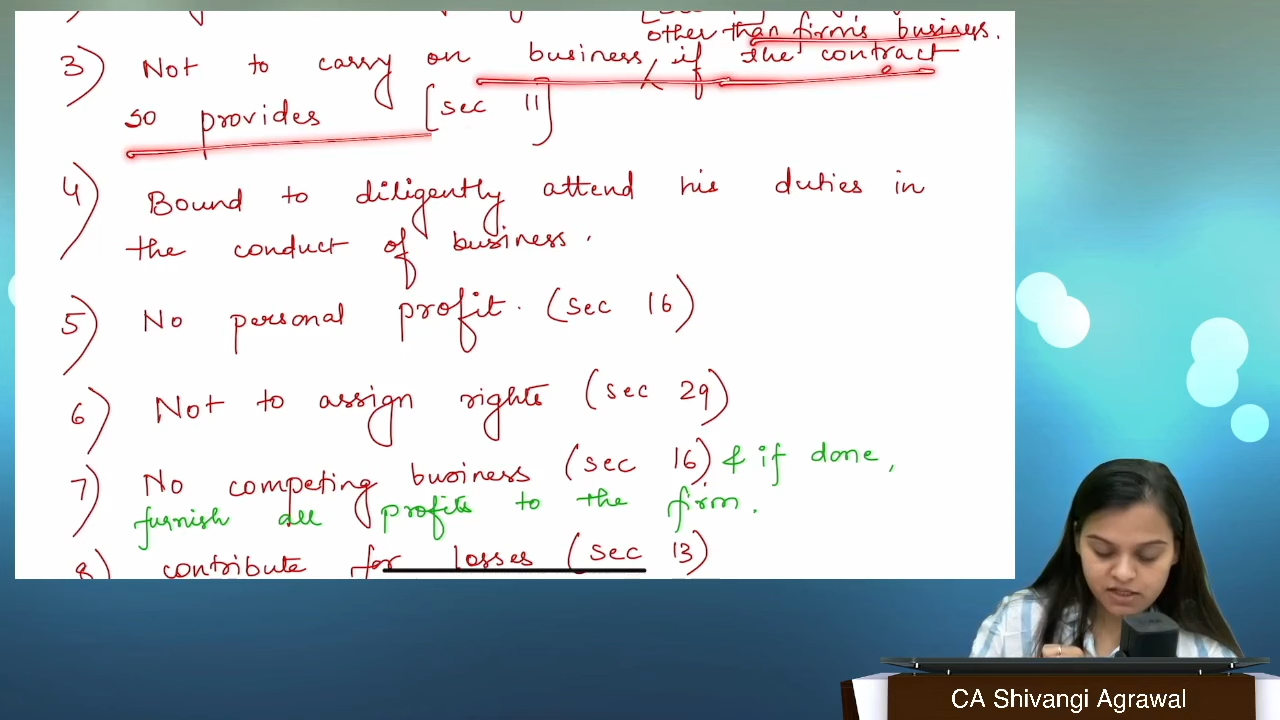 other than firm's business.
3) Not to carry on business, if the contract
so provides [sec 11]
4) Bound to diligently attend his duties in
the conduct of business.
5) No personal profit. (sec 16)
6) Not to assign rights (sec 29)
7) No competing business (sec 16) & if done,
furnish all profits to the firm.
8) contribute for losses (sec 13)
CA Shivangi Agrawal